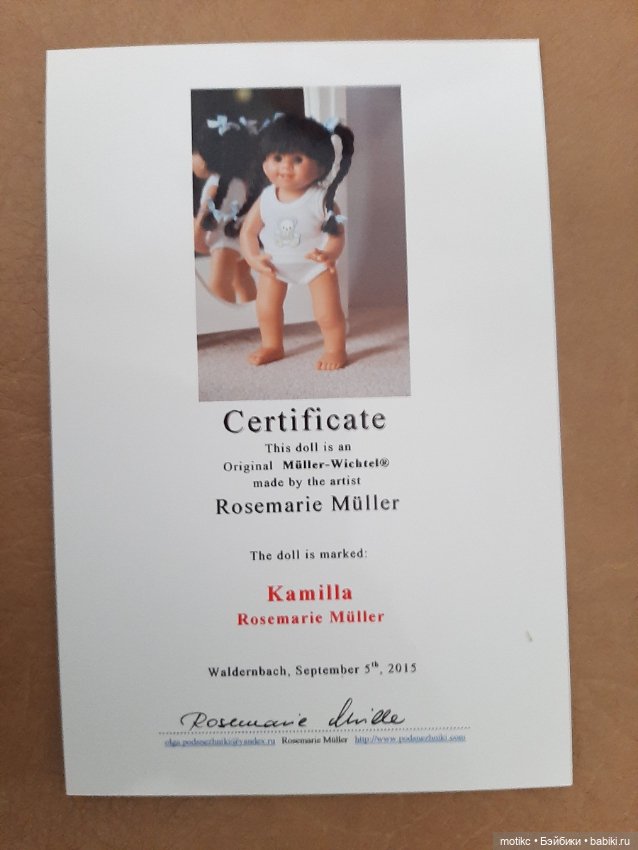 Certificate
This doll is an
Original Müller-Wichtel®
made by the artist
Rosemarie Müller
The doll is marked:
Kamilla
Rosemarie Müller
Waldernbach, September 5th, 2015
Rosemarie Müller
olga.podsnezhniki@yandex.ru Rosemarie Müller http://www.podsnezhniki.com
motikc • Бэйбики • babiki.ru